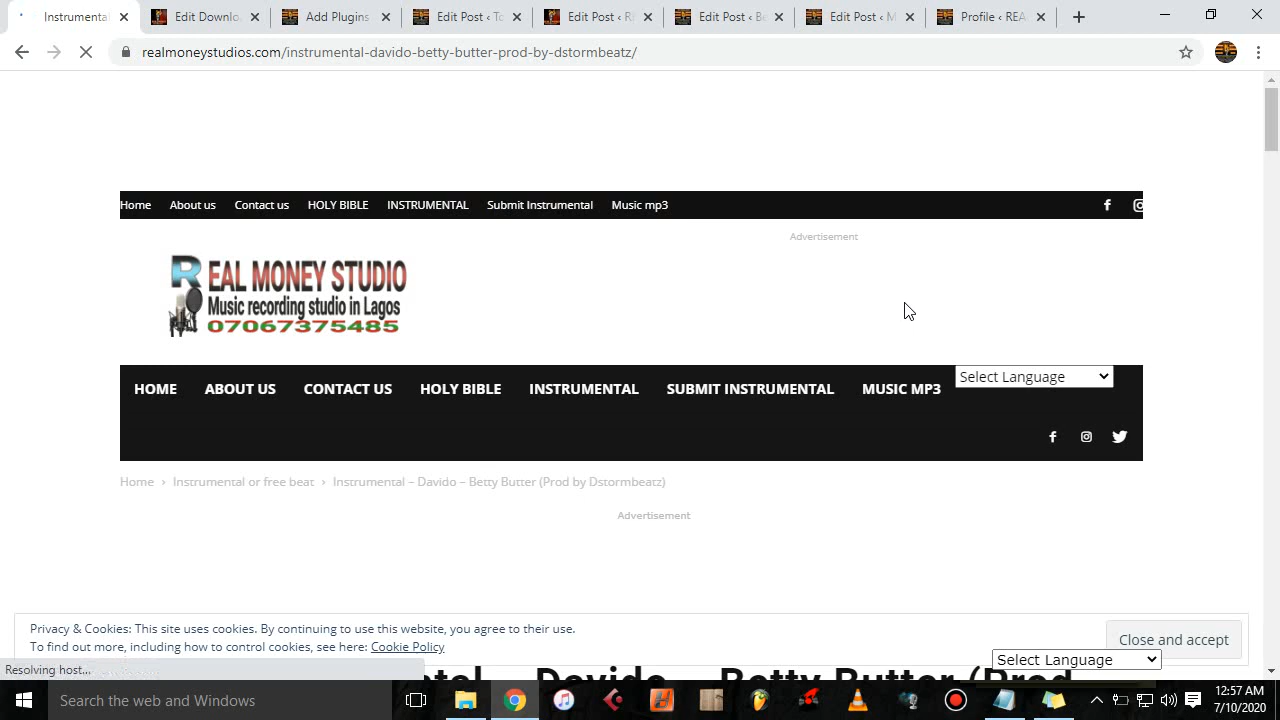 Instrumental
Edit Downlo
Add Plugins
Edit Post ‹ To
Edit Post ‹ Rh
Edit Post ‹ Be
Edit Post ‹ M
Profile ‹ REA
realmoneystudios.com/instrumental-davido-betty-butter-prod-by-dstormbeatz/
Home About us Contact us HOLY BIBLE INSTRUMENTAL Submit Instrumental Music mp3
Advertisement
REAL MONEY STUDIO
Music recording studio in Lagos
07067375485
HOME ABOUT US CONTACT US HOLY BIBLE INSTRUMENTAL SUBMIT INSTRUMENTAL MUSIC MP3 Select Language
Home › Instrumental or free beat › Instrumental – Davido – Betty Butter (Prod by Dstormbeatz)
Advertisement
Privacy & Cookies: This site uses cookies. By continuing to use this website, you agree to their use.
To find out more, including how to control cookies, see here: Cookie Policy
Close and accept
Select Language
Resolving host...
Davido Betty Butter (Prod
Search the web and Windows
12:57 AM
7/10/2020